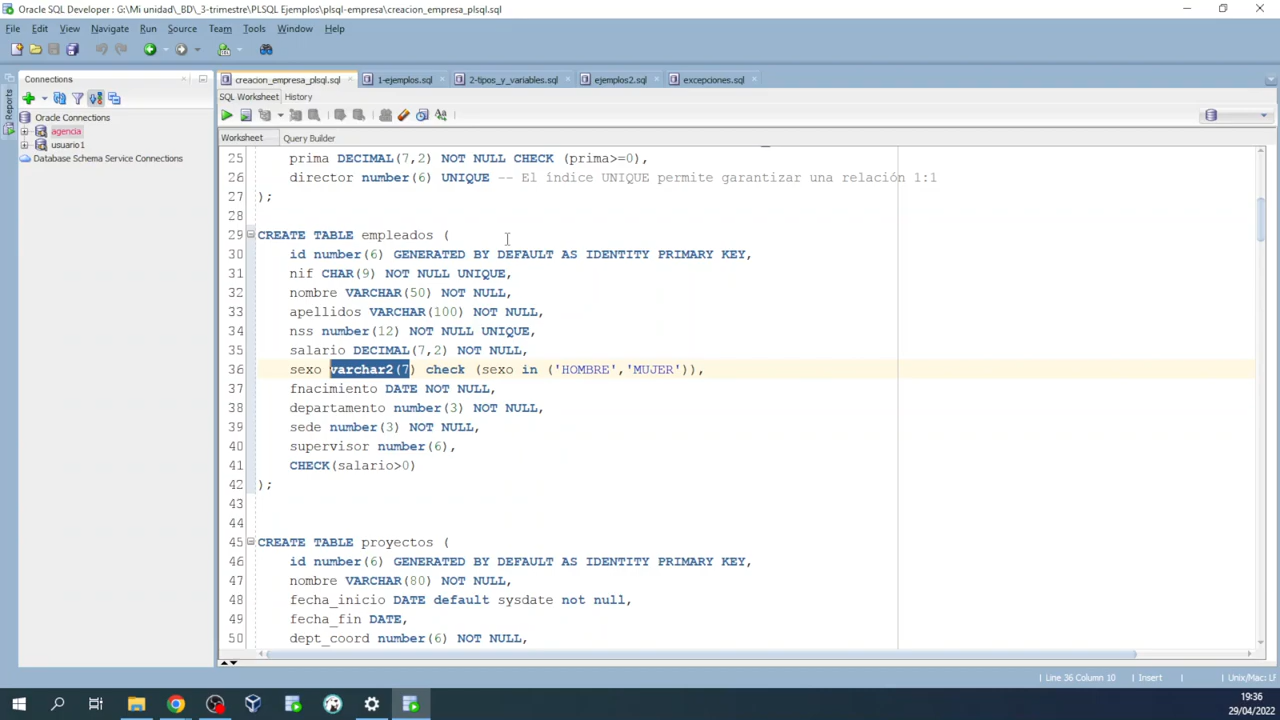 Oracle SQL Developer : G:\Mi unidad\_BD\_3-trimestre\PLSQL Ejemplos\plsql-empresa\creacion_empresa_plsql.sql
File Edit View Navigate Run Source Team Tools Window Help
Connections
creacion_empresa_plsql.sql 1-ejemplos.sql 2-tipos_y_variables.sql ejemplos2.sql excepciones.sql
SQL Worksheet History
Reports
Oracle Connections
agencia
usuario1
Database Schema Service Connections
Worksheet Query Builder
25 prima DECIMAL(7,2) NOT NULL CHECK (prima>=0),
26 director number(6) UNIQUE -- El índice UNIQUE permite garantizar una relación 1:1
27 );
28
29 CREATE TABLE empleados (
30 id number(6) GENERATED BY DEFAULT AS IDENTITY PRIMARY KEY,
31 nif CHAR(9) NOT NULL UNIQUE,
32 nombre VARCHAR(50) NOT NULL,
33 apellidos VARCHAR(100) NOT NULL,
34 nss number(12) NOT NULL UNIQUE,
35 salario DECIMAL(7,2) NOT NULL,
36 sexo varchar2(7) check (sexo in ('HOMBRE','MUJER')),
37 fnacimiento DATE NOT NULL,
38 departamento number(3) NOT NULL,
39 sede number(3) NOT NULL,
40 supervisor number(6),
41 CHECK(salario>0)
42 );
43
44
45 CREATE TABLE proyectos (
46 id number(6) GENERATED BY DEFAULT AS IDENTITY PRIMARY KEY,
47 nombre VARCHAR(80) NOT NULL,
48 fecha_inicio DATE default sysdate not null,
49 fecha_fin DATE,
50 dept_coord number(6) NOT NULL,
Line 36 Column 10 Insert Unix/Mac: LF
19:36
29/04/2022